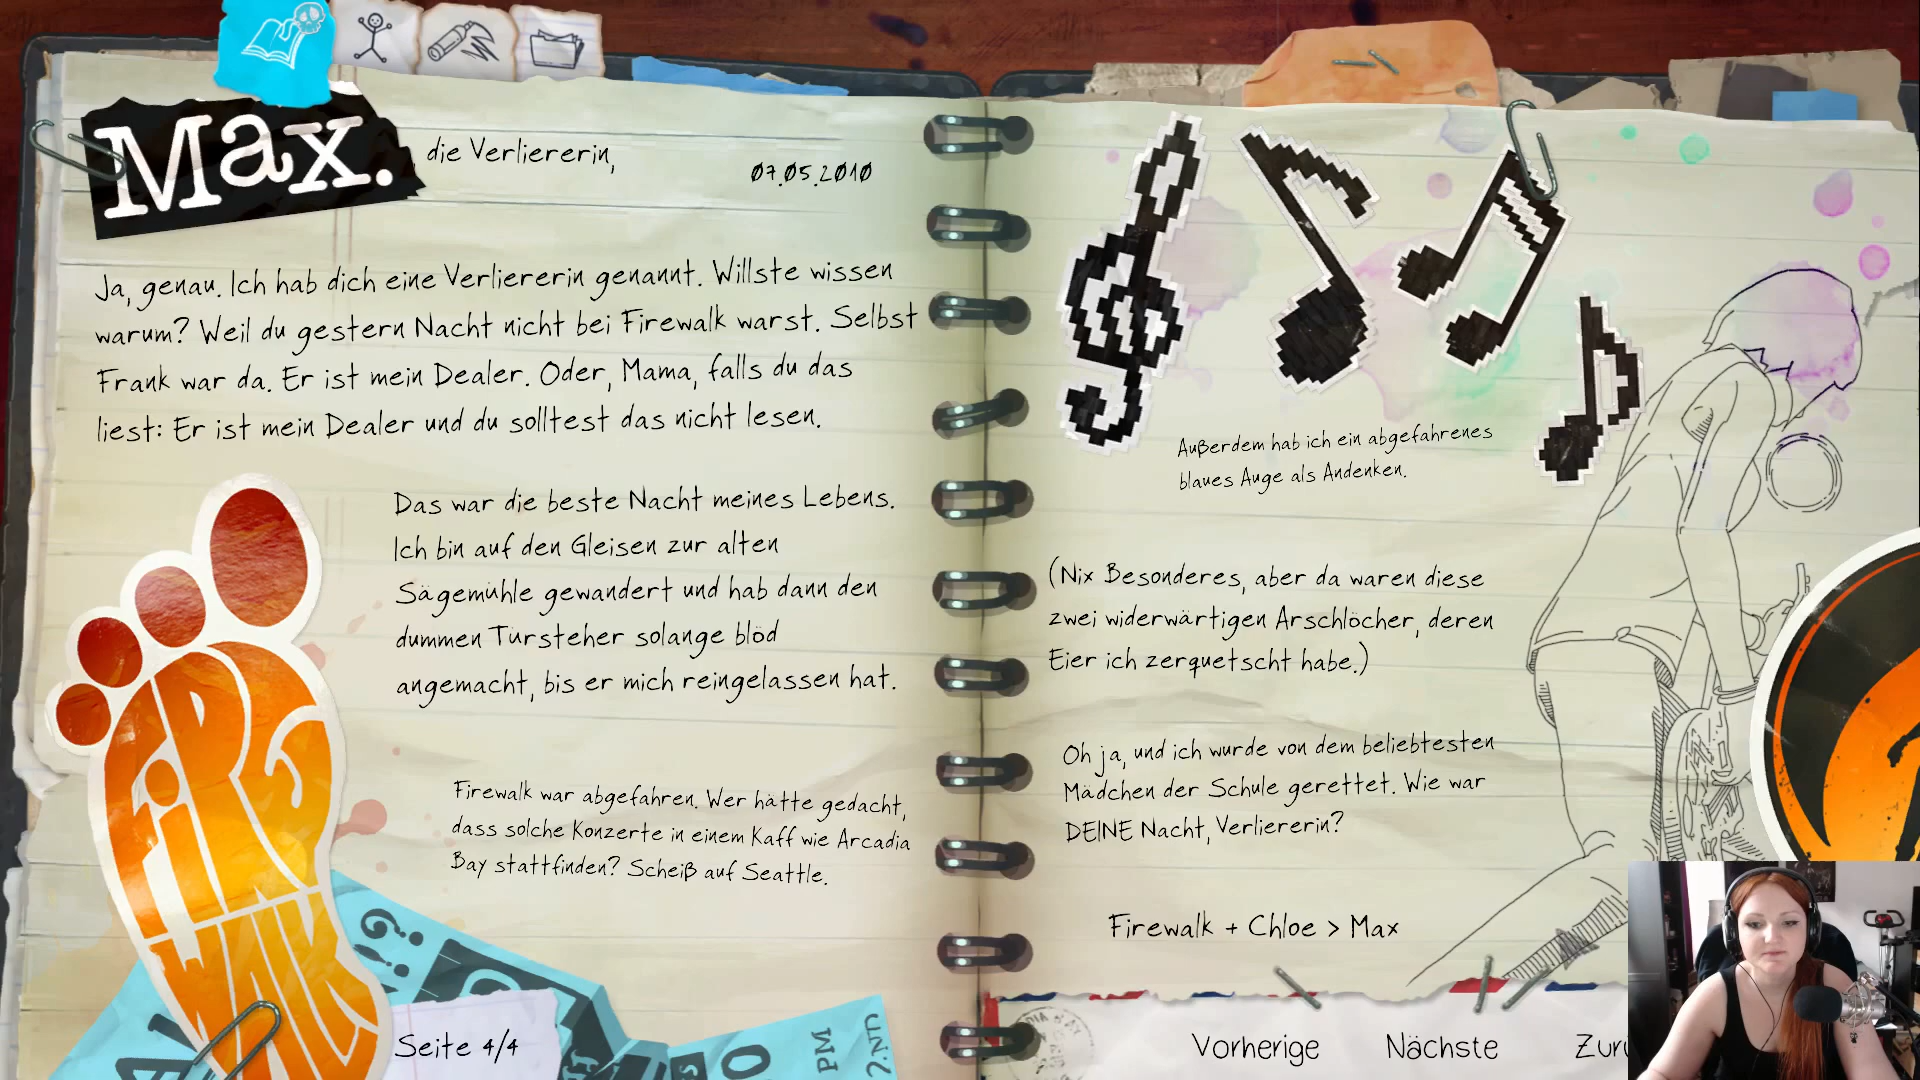 Max.
, die Verliererin,
07.05.2010
Ja, genau. Ich hab dich eine Verliererin genannt. Willste wissen
warum? Weil du gestern Nacht nicht bei Firewalk warst. Selbst
Frank war da. Er ist mein Dealer. Oder, Mama, falls du das
liest: Er ist mein Dealer und du solltest das nicht lesen.
Das war die beste Nacht meines Lebens.
Ich bin auf den Gleisen zur alten
Sägemühle gewandert und hab dann den
dummen Türsteher solange blöd
angemacht, bis er mich reingelassen hat.
FIRE
WALK
Firewalk war abgefahren. Wer hätte gedacht,
dass solche Konzerte in einem Kaff wie Arcadia
Bay stattfinden? Scheiß auf Seattle.
PM
Seite 4/4
Außerdem hab ich ein abgefahrenes
blaues Auge als Andenken.
(Nix Besonderes, aber da waren diese
zwei widerwärtigen Arschlöcher, deren
Eier ich zerquetscht habe.)
Oh ja, und ich wurde von dem beliebtesten
Mädchen der Schule gerettet. Wie war
DEINE Nacht, Verliererin?
Firewalk + Chloe > Max
Vorherige
Nächste